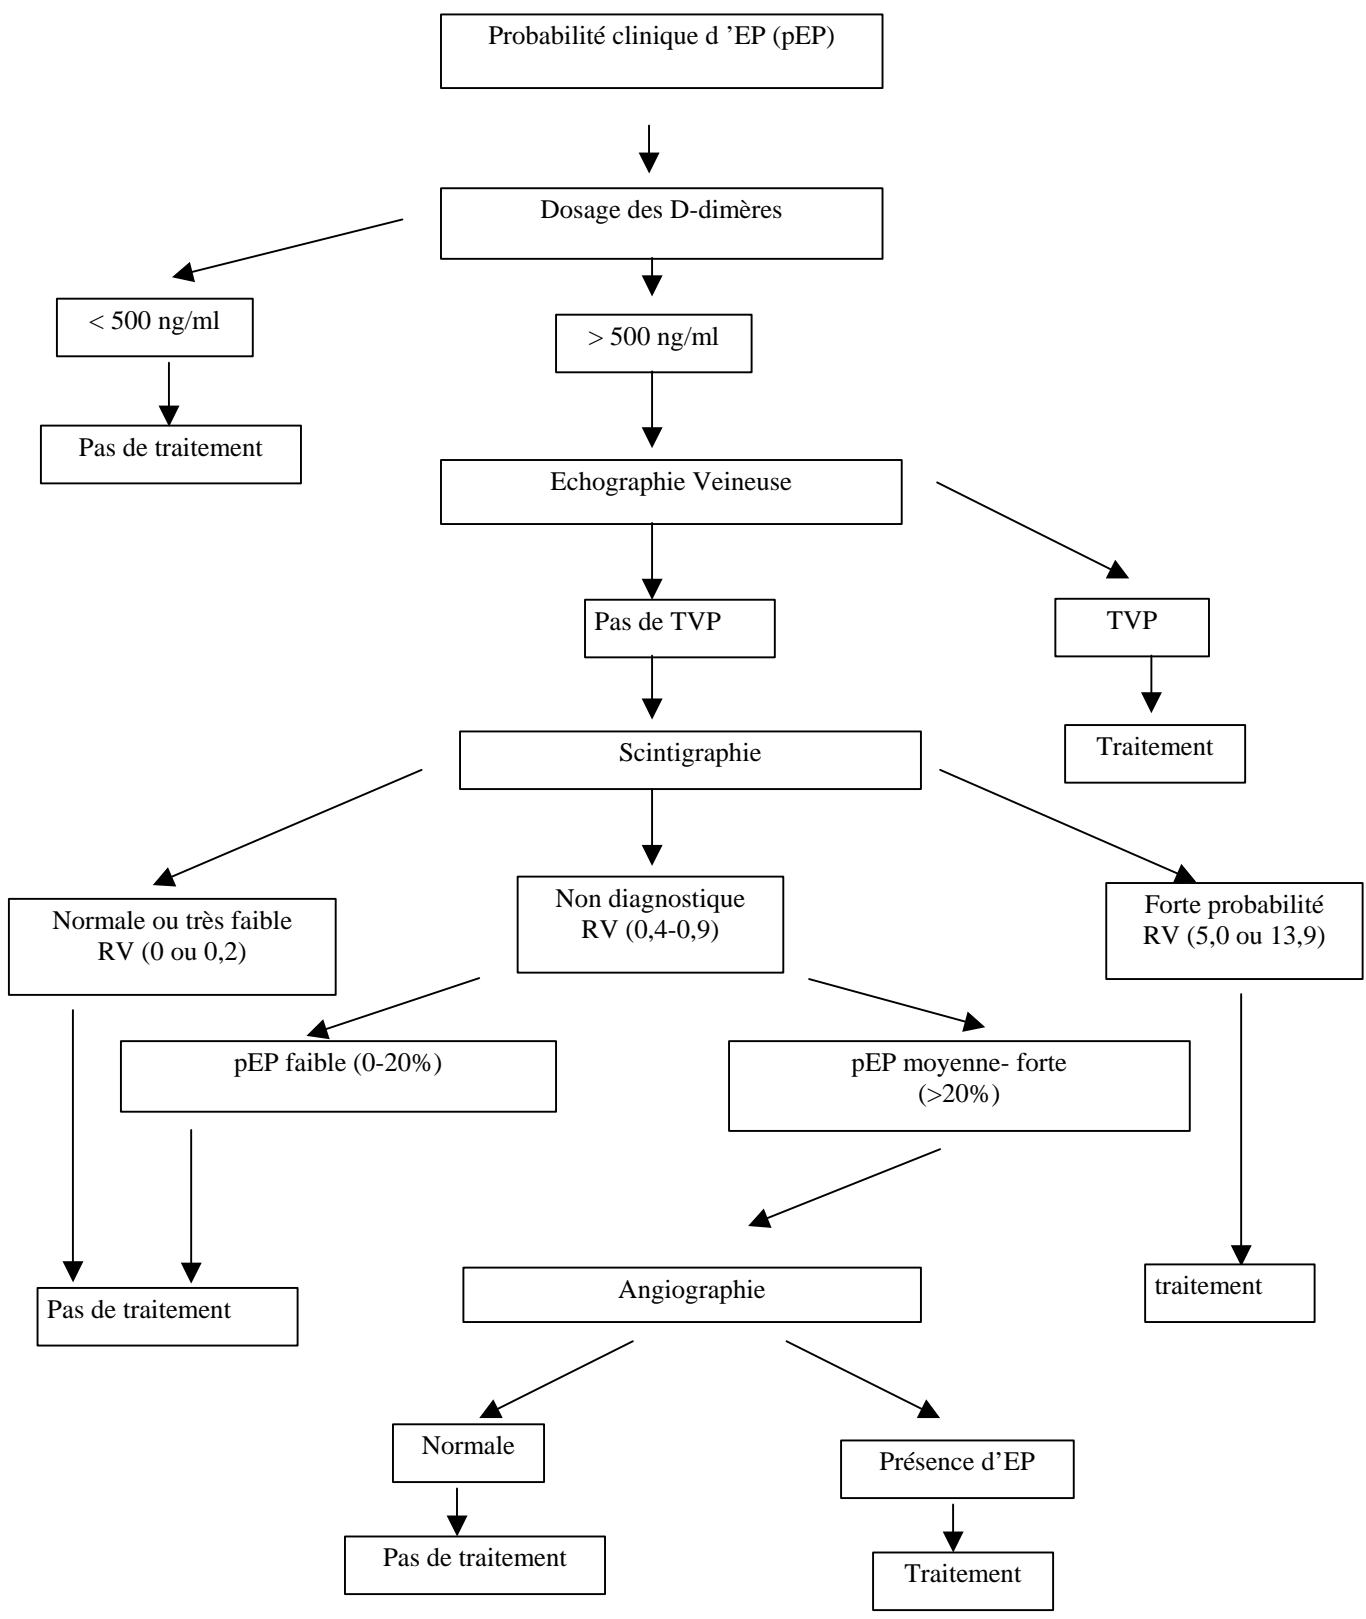 Probabilité clinique d ’EP (pEP)
Dosage des D-dimères
< 500 ng/ml
> 500 ng/ml
Pas de traitement
Echographie Veineuse
Pas de TVP
TVP
Traitement
Scintigraphie
Normale ou très faible
RV (0 ou 0,2)
Non diagnostique
RV (0,4-0,9)
Forte probabilité
RV (5,0 ou 13,9)
pEP faible (0-20%)
pEP moyenne- forte
(>20%)
Pas de traitement
Angiographie
traitement
Normale
Présence d’EP
Pas de traitement
Traitement